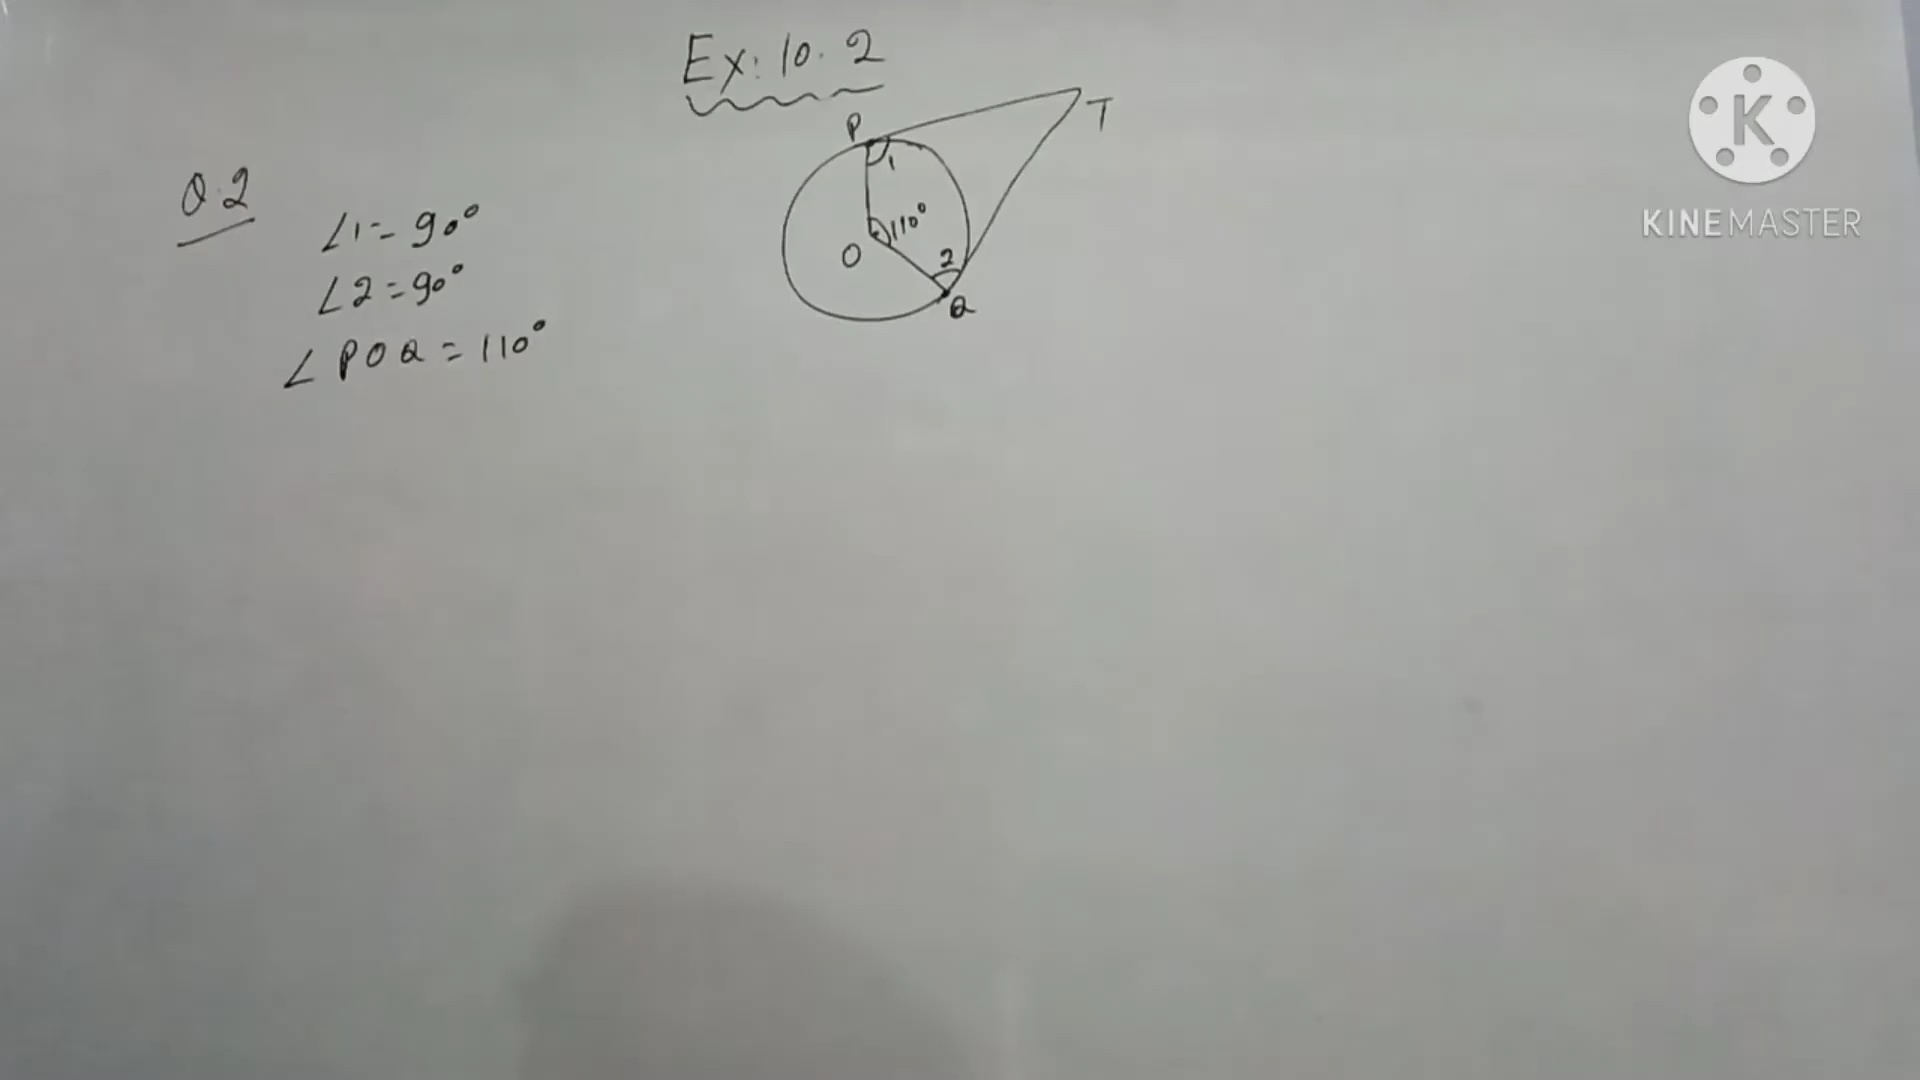 Ex: 10.2
P
T
1
Q.2
∠1= 90°
110°
O
2
∠2=90°
Q
∠POQ = 110°
K
KINEMASTER